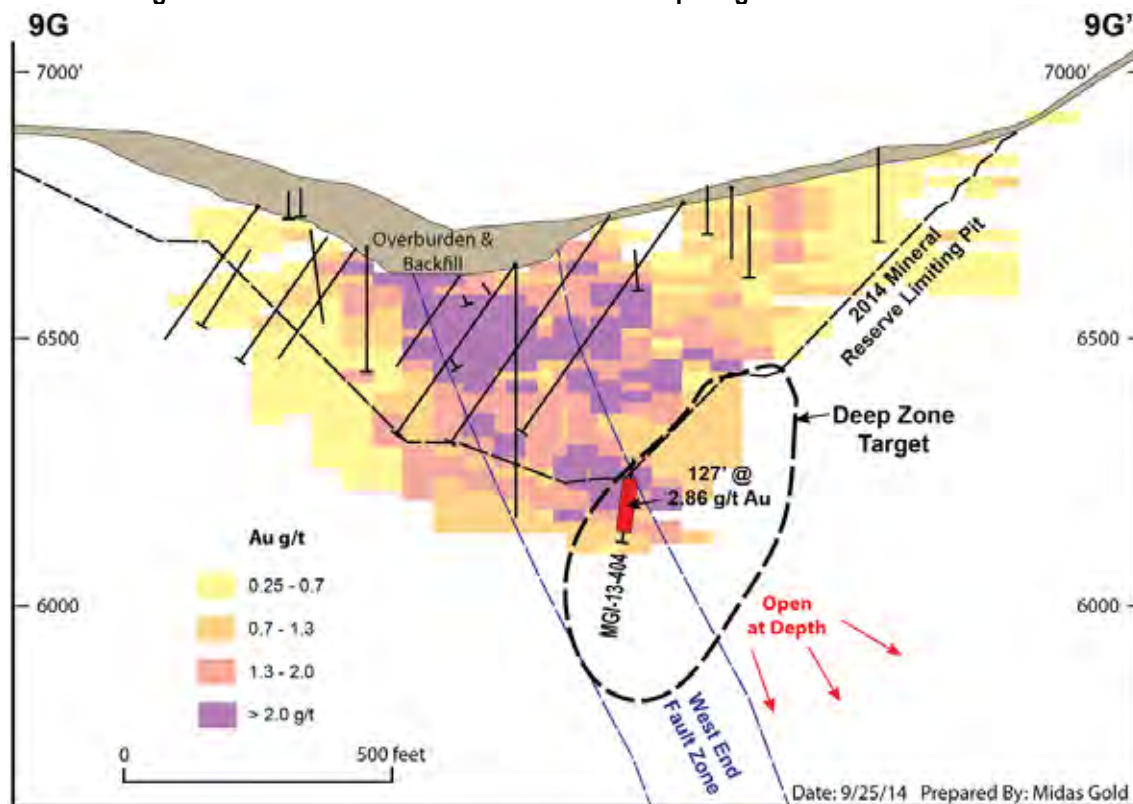 9G
9G'
7000'
7000'
Overburden &
Backfill
2014 Mineral
Reserve Limiting Pit
6500
6500
Deep Zone
Target
127' @
2.86 g/t Au
MGI-13-404
Au g/t
0.25 - 0.7
0.7 - 1.3
1.3 - 2.0
> 2.0 g/t
6000
6000
Open
at Depth
West End
Fault Zone
0
500 feet
Date: 9/25/14 Prepared By: Midas Gold